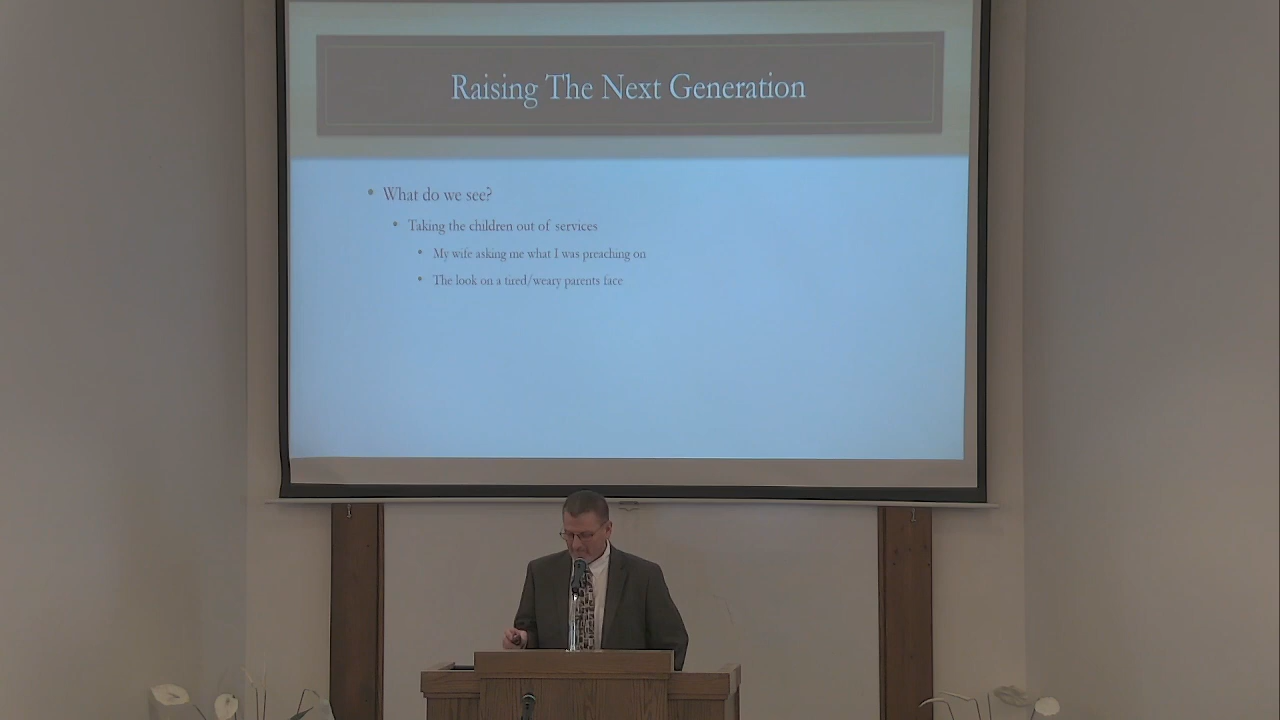 Raising The Next Generation
• What do we see?
• Taking the children out of services
• My wife asking me what I was preaching on
• The look on a tired/weary parents face